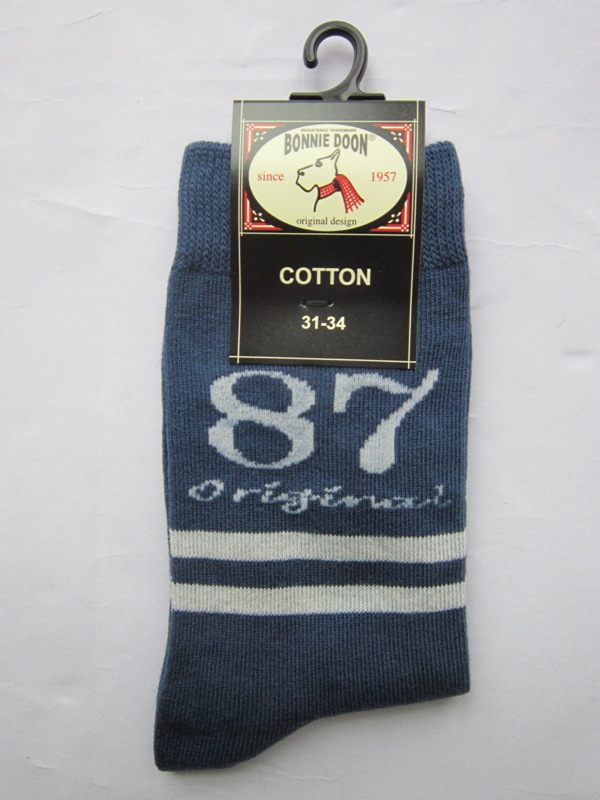 REGISTERED TRADEMARK
BONNIE DOON®
since 1957
original design
COTTON
31-34
87
Original